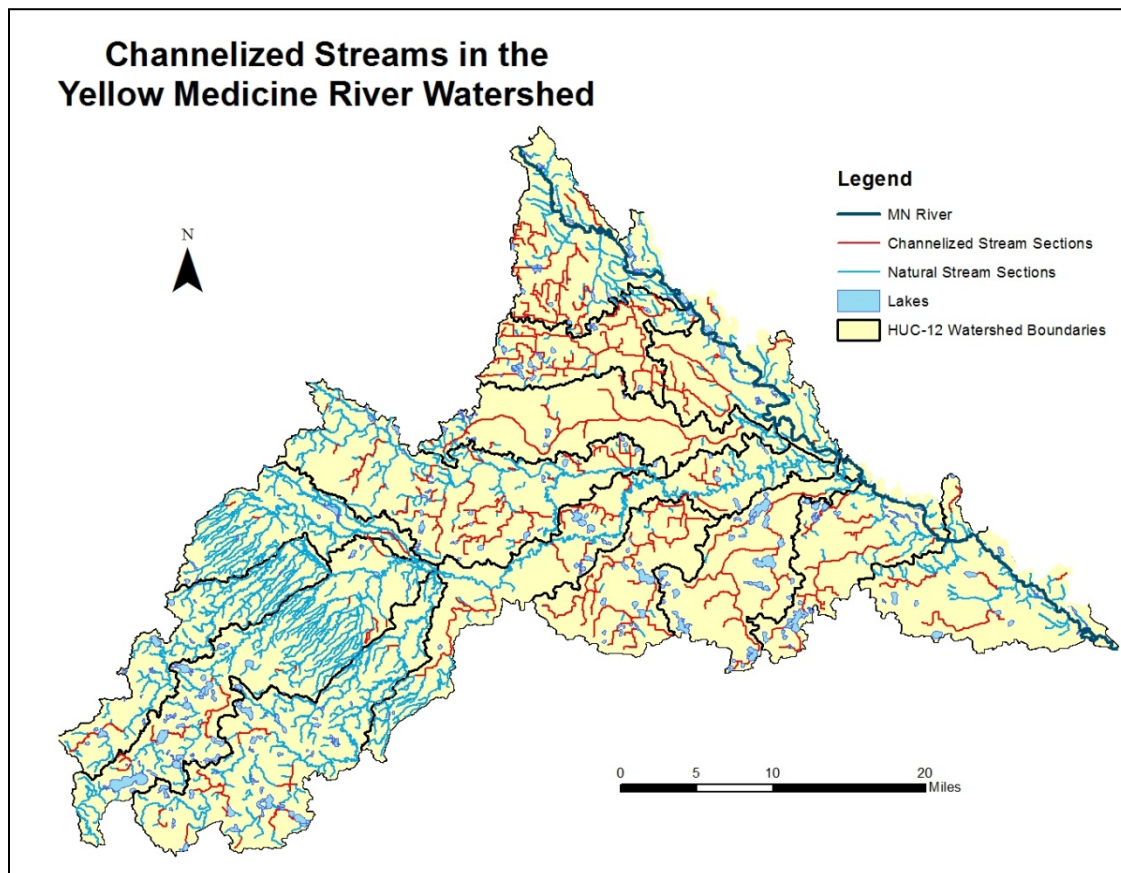 Channelized Streams in the
Yellow Medicine River Watershed
N
Legend
MN River
Channelized Stream Sections
Natural Stream Sections
Lakes
HUC-12 Watershed Boundaries
0 5 10 20
Miles